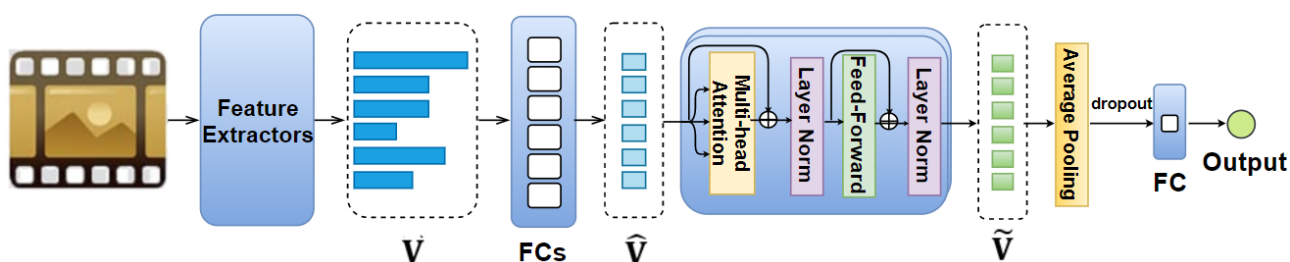 Feature
Extractors
V
FCs
V̂
Multi-head
Attention
Layer Norm
Feed-Forward
Layer Norm
Ṽ
Average Pooling
dropout
FC
Output